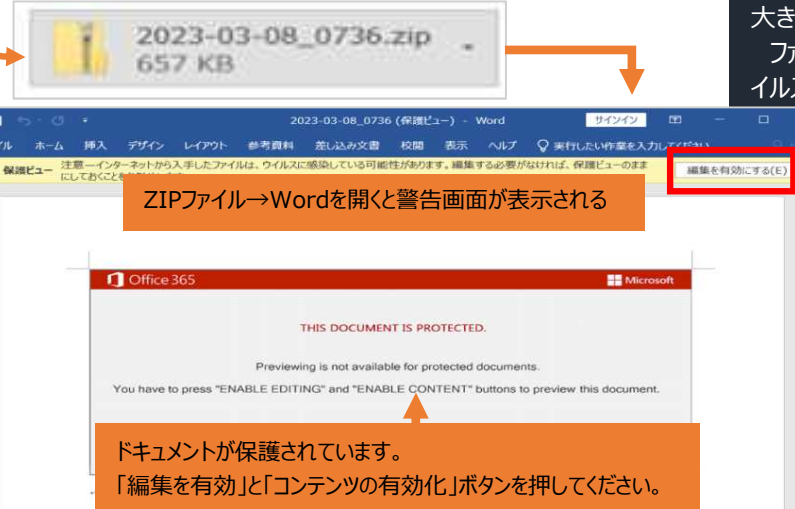 大き
ファ
イルス
2023-03-08_0736.zip
657 KB
2023-03-08_0736 (保護ビュー) - Word
サインイン
イル ホーム 挿入 デザイン レイアウト 参考資料 差し込み文書 校閲 表示 ヘルプ 実行したい作業を入力してください
保護ビュー 注意―インターネットから入手したファイルは、ウイルスに感染している可能性があります。編集する必要がなければ、保護ビューのまま
にしておくこと
編集を有効にする(E)
ZIPファイル→Wordを開くと警告画面が表示される
Office 365
Microsoft
THIS DOCUMENT IS PROTECTED.
Previewing is not available for protected documents.
You have to press "ENABLE EDITING" and "ENABLE CONTENT" buttons to preview this document.
ドキュメントが保護されています。
「編集を有効」と「コンテンツの有効化」ボタンを押してください。